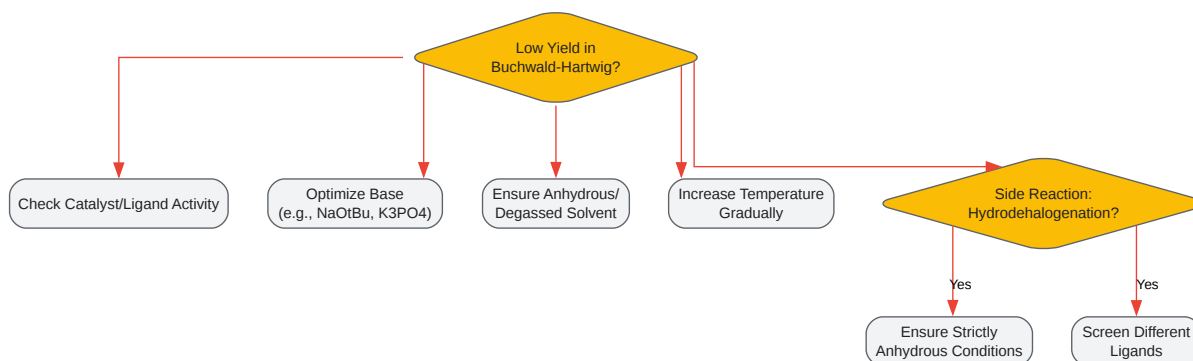 Low Yield in
Buchwald-Hartwig?
Check Catalyst/Ligand Activity
Optimize Base
(e.g., NaOtBu, K3PO4)
Ensure Anhydrous/
Degassed Solvent
Increase Temperature
Gradually
Side Reaction:
Hydrodehalogenation?
Yes
Yes
Ensure Strictly
Anhydrous Conditions
Screen Different
Ligands